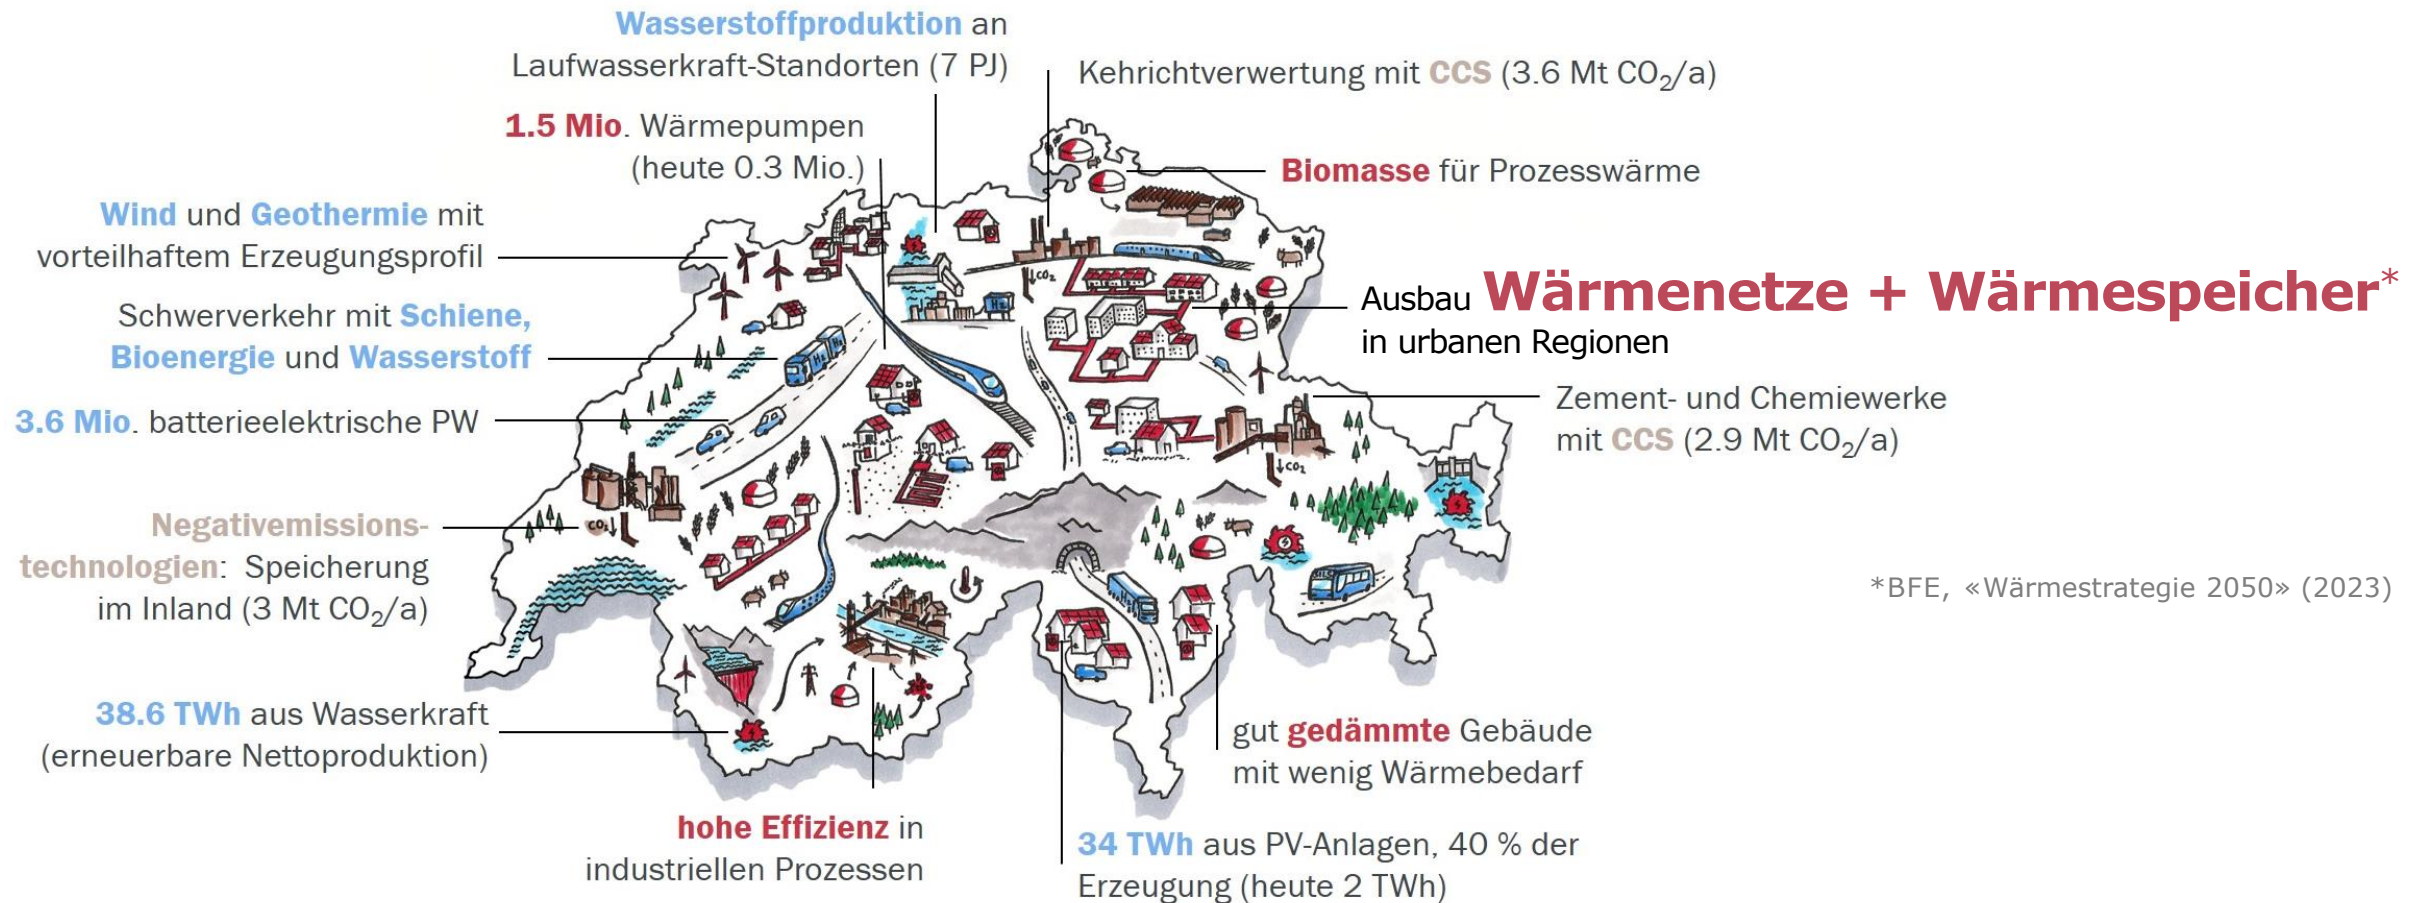 Wasserstoffproduktion an
Laufwasserkraft-Standorten (7 PJ)
Kehrichtverwertung mit CCS (3.6 Mt CO₂/a)
1.5 Mio. Wärmepumpen
(heute 0.3 Mio.)
Biomasse für Prozesswärme
Wind und Geothermie mit
vorteilhaftem Erzeugungsprofil
Ausbau Wärmenetze + Wärmespeicher*
in urbanen Regionen
Schwerverkehr mit Schiene,
Bioenergie und Wasserstoff
Zement- und Chemiewerke
mit CCS (2.9 Mt CO₂/a)
3.6 Mio. batterieelektrische PW
Negativemissions-
technologien: Speicherung
im Inland (3 Mt CO₂/a)
*BFE, «Wärmestrategie 2050» (2023)
38.6 TWh aus Wasserkraft
(erneuerbare Nettoproduktion)
gut gedämmte Gebäude
mit wenig Wärmebedarf
hohe Effizienz in
industriellen Prozessen
34 TWh aus PV-Anlagen, 40 % der
Erzeugung (heute 2 TWh)
CO₂
CO₂
CO₂
H₂
H₂